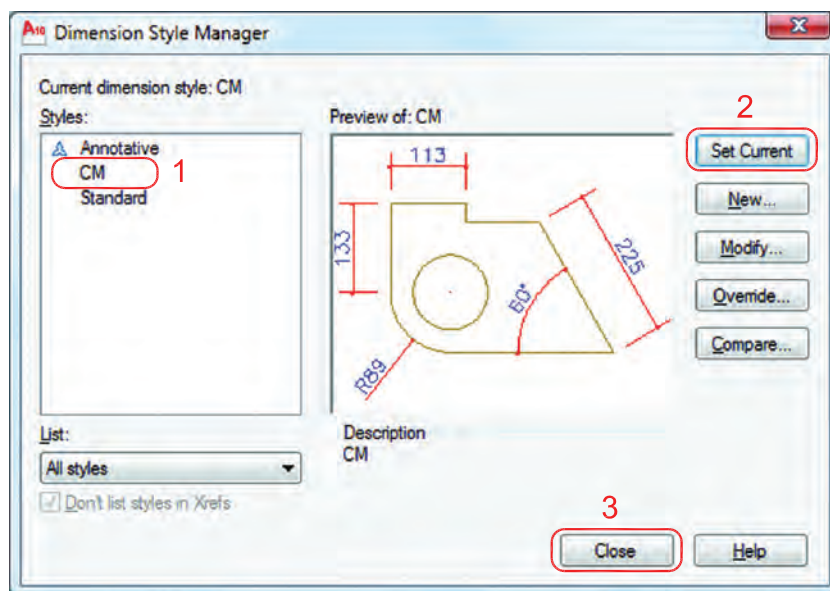 A10 Dimension Style Manager
Current dimension style: CM
Styles:
Annotative
CM
1
Standard
Preview of: CM
113
133
225
60°
R89
2
Set Current
New...
Modify...
Override...
Compare...
List:
All styles
Don't list styles in Xrefs
Description
CM
3
Close
Help